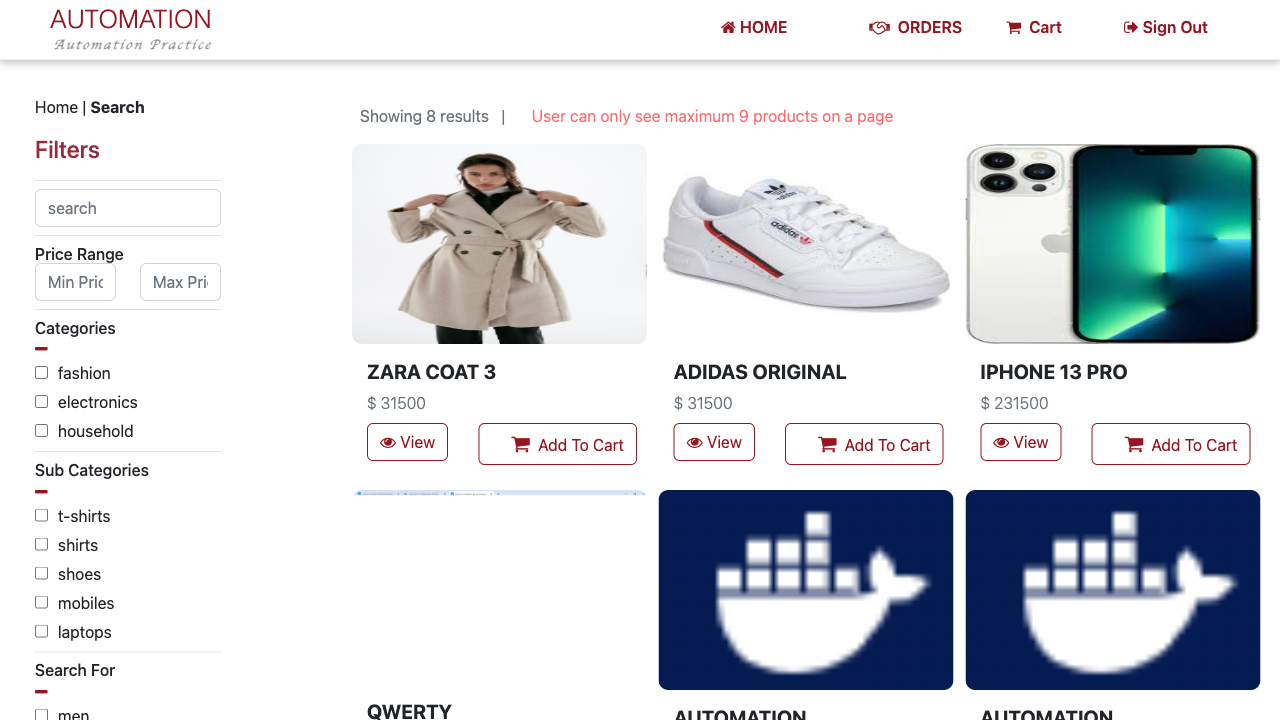 AUTOMATION
Automation Practice
HOME
ORDERS
Cart
Sign Out
Home | Search
Filters
search
Price Range
Min Pric
Max Pri
Categories
fashion
electronics
household
Sub Categories
t-shirts
shirts
shoes
mobiles
laptops
Search For
men
Showing 8 results |
User can only see maximum 9 products on a page
adidas
ZARA COAT 3
$ 31500
View
Add To Cart
ADIDAS ORIGINAL
$ 31500
View
Add To Cart
IPHONE 13 PRO
$ 231500
View
Add To Cart
QWERTY
AUTOMATION
AUTOMATION